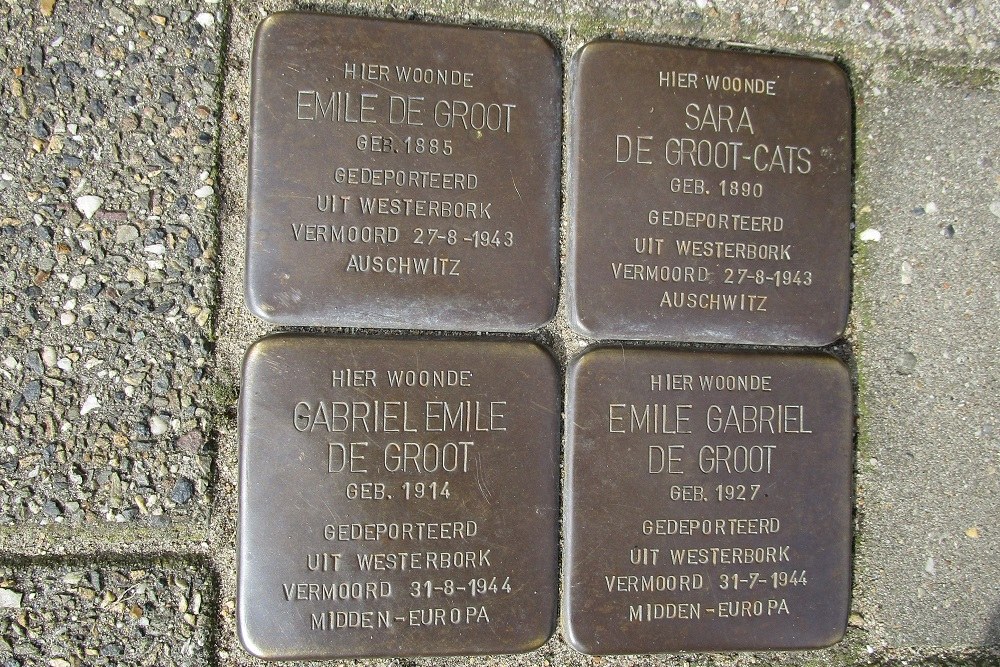 HIER WOONDE
EMILE DE GROOT
GEB. 1885
GEDEPORTEERD
UIT WESTERBORK
VERMOORD 27-8-1943
AUSCHWITZ
HIER WOONDE
SARA
DE GROOT-CATS
GEB. 1890
GEDEPORTEERD
UIT WESTERBORK
VERMOORD 27-8-1943
AUSCHWITZ
HIER WOONDE
GABRIEL EMILE
DE GROOT
GEB. 1914
GEDEPORTEERD
UIT WESTERBORK
VERMOORD 31-8-1944
MIDDEN-EUROPA
HIER WOONDE
EMILE GABRIEL
DE GROOT
GEB. 1927
GEDEPORTEERD
UIT WESTERBORK
VERMOORD 31-7-1944
MIDDEN-EUROPA